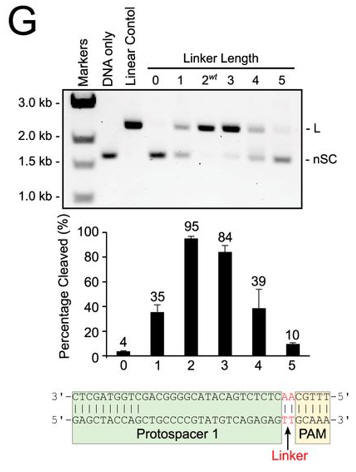 G
Markers
DNA only
Linear Contol
Linker Length
0 1 2wt 3 4 5
3.0 kb -
2.0 kb -
1.5 kb -
1.0 kb -
- L
- nSC
Percentage Cleaved (%)
100
80
60
40
20
0
4 35 95 84 39 10
0 1 2 3 4 5
3'-CTCGATGGTCGACGGGGCATACAGTCTCTCAACGTTT-5'
5'-GAGCTACCAGCTGCCCCGTATGTCAGAGAGTTGCAAA-3'
Protospacer 1
PAM
Linker